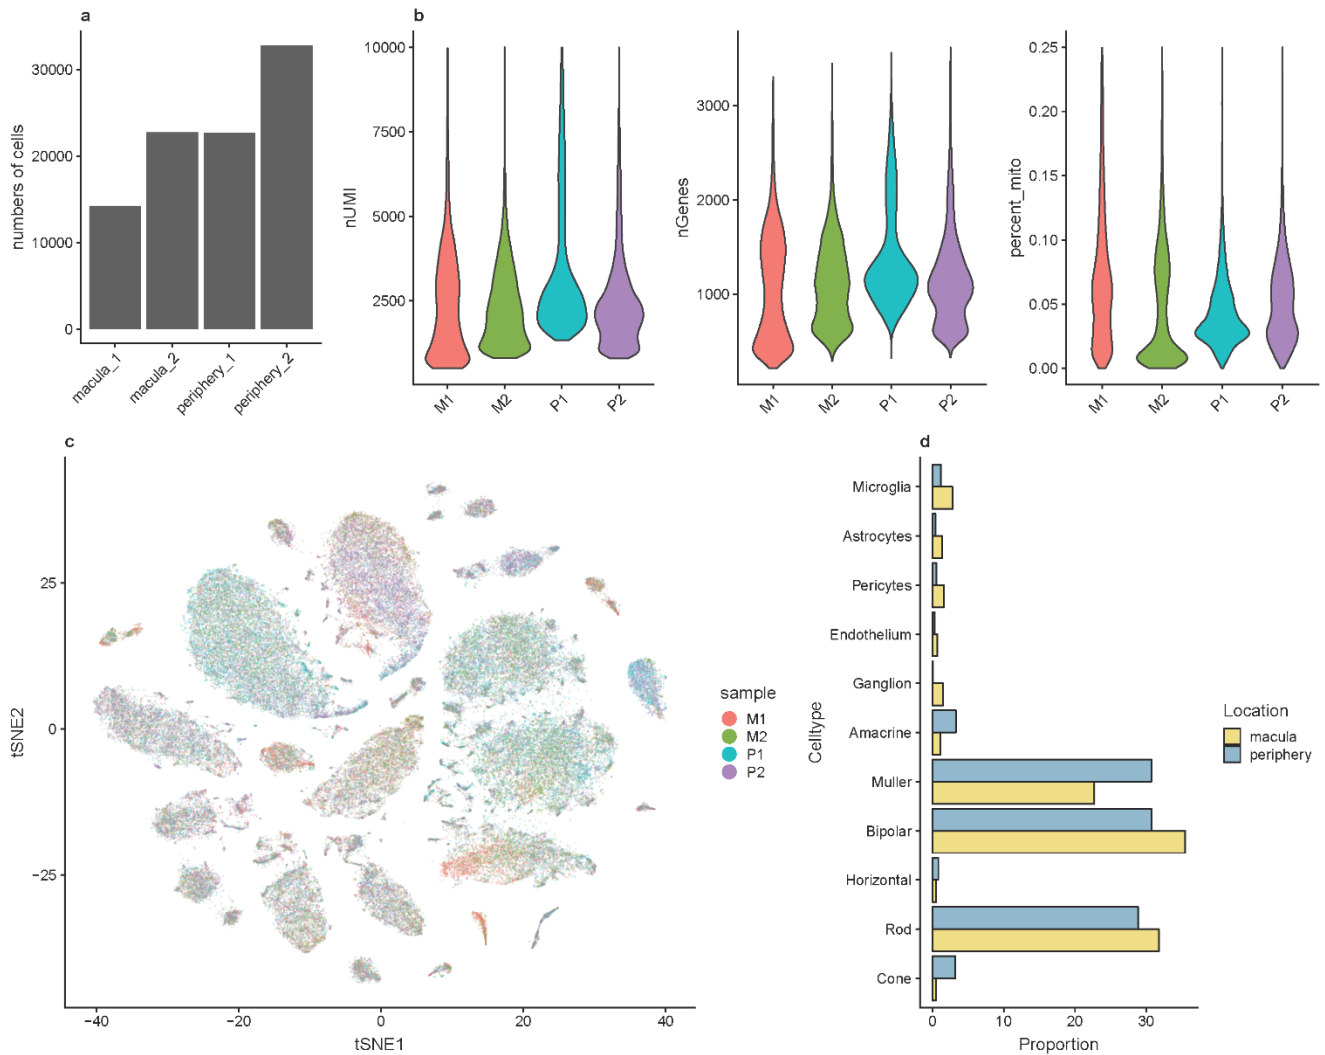 a
numbers of cells
30000
20000
10000
0
macula_1
macula_2
periphery_1
periphery_2
b
nUMI
10000
7500
5000
2500
M1
M2
P1
P2
nGenes
3000
2000
1000
M1
M2
P1
P2
percent_mito
0.25
0.20
0.15
0.10
0.05
0.00
M1
M2
P1
P2
c
tSNE2
25
0
−25
−40
−20
0
20
40
tSNE1
sample
M1
M2
P1
P2
d
Celltype
Microglia
Astrocytes
Pericytes
Endothelium
Ganglion
Amacrine
Muller
Bipolar
Horizontal
Rod
Cone
0
10
20
30
Proportion
Location
macula
periphery